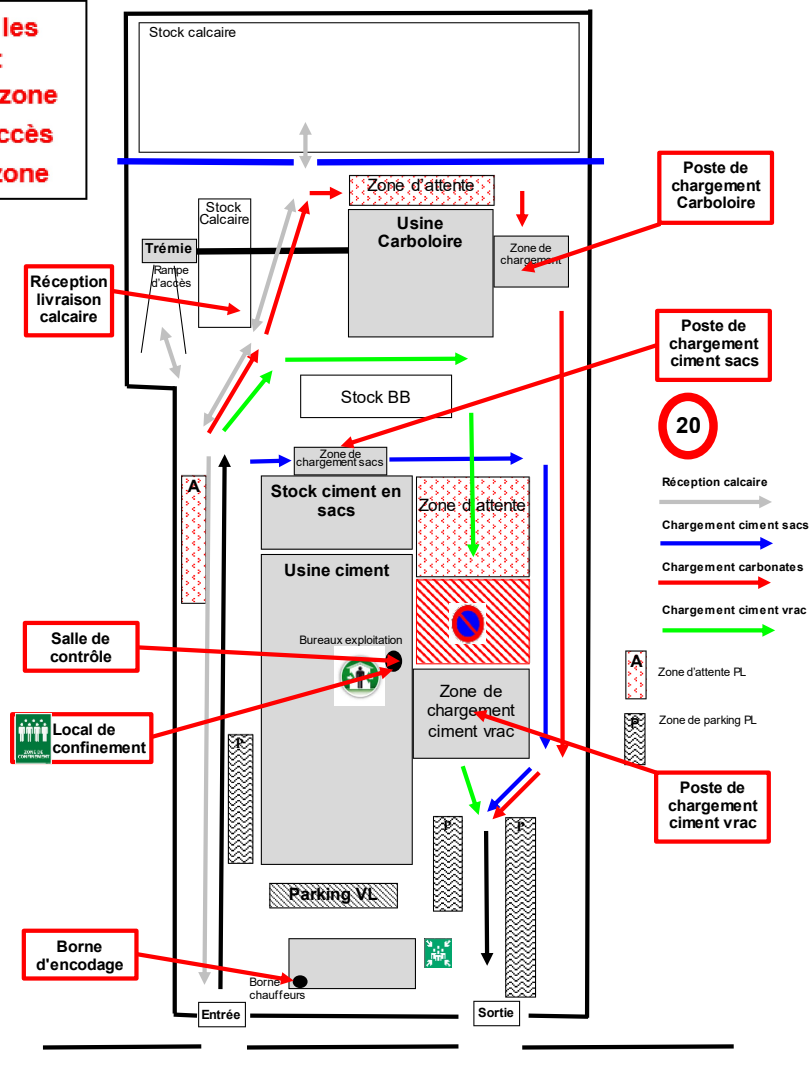 les
:
zone
ccès
zone
Stock calcaire
Zone d'attente
Stock
Calcaire
Usine
Carboloire
Poste de
chargement
Carboloire
Trémie
Rampe
d'accès
Zone de
chargement
Réception
livraison
calcaire
Poste de
chargement
ciment sacs
Stock BB
20
Zone de
chargement sacs
A
Stock ciment en
sacs
Zone d'attente
Réception calcaire
Chargement ciment sacs
Chargement carbonates
Chargement ciment vrac
Usine ciment
Salle de
contrôle
Bureaux exploitation
A
Zone d'attente PL
Zone de
chargement
ciment vrac
Local de
confinement
ZONE DE
CONFINEMENT
P
P
Zone de parking PL
Poste de
chargement
ciment vrac
P
P
Parking VL
Borne
d'encodage
Borne
chauffeurs
Entrée
Sortie